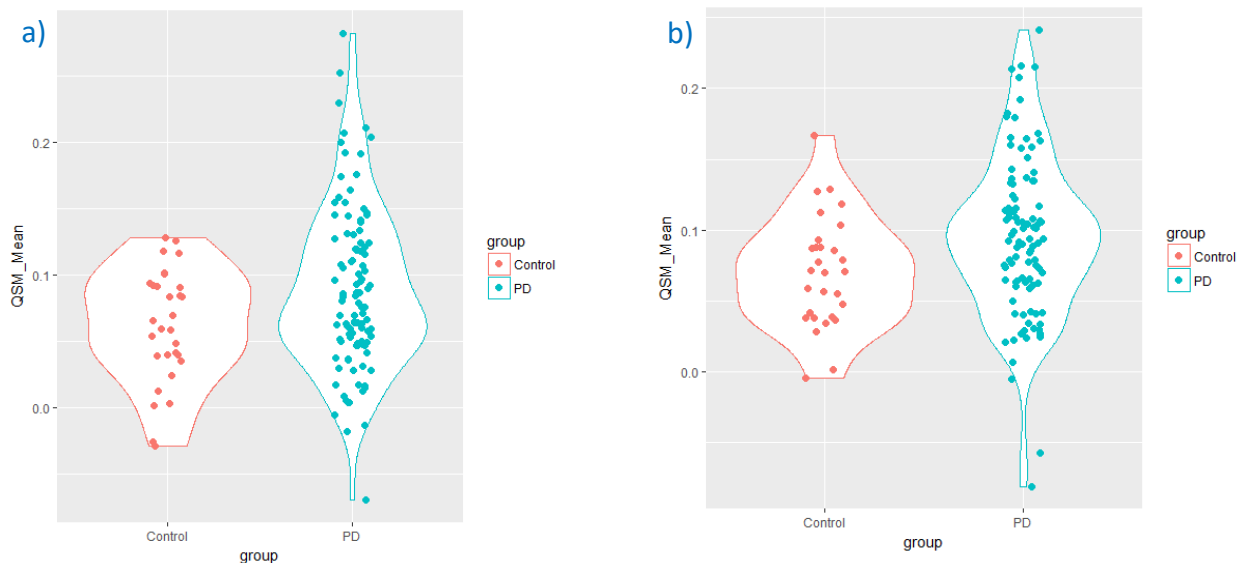 a)
QSM_Mean
0.2
0.1
0.0
Control
PD
group
group
Control
PD
b)
QSM_Mean
0.2
0.1
0.0
Control
PD
group
group
Control
PD